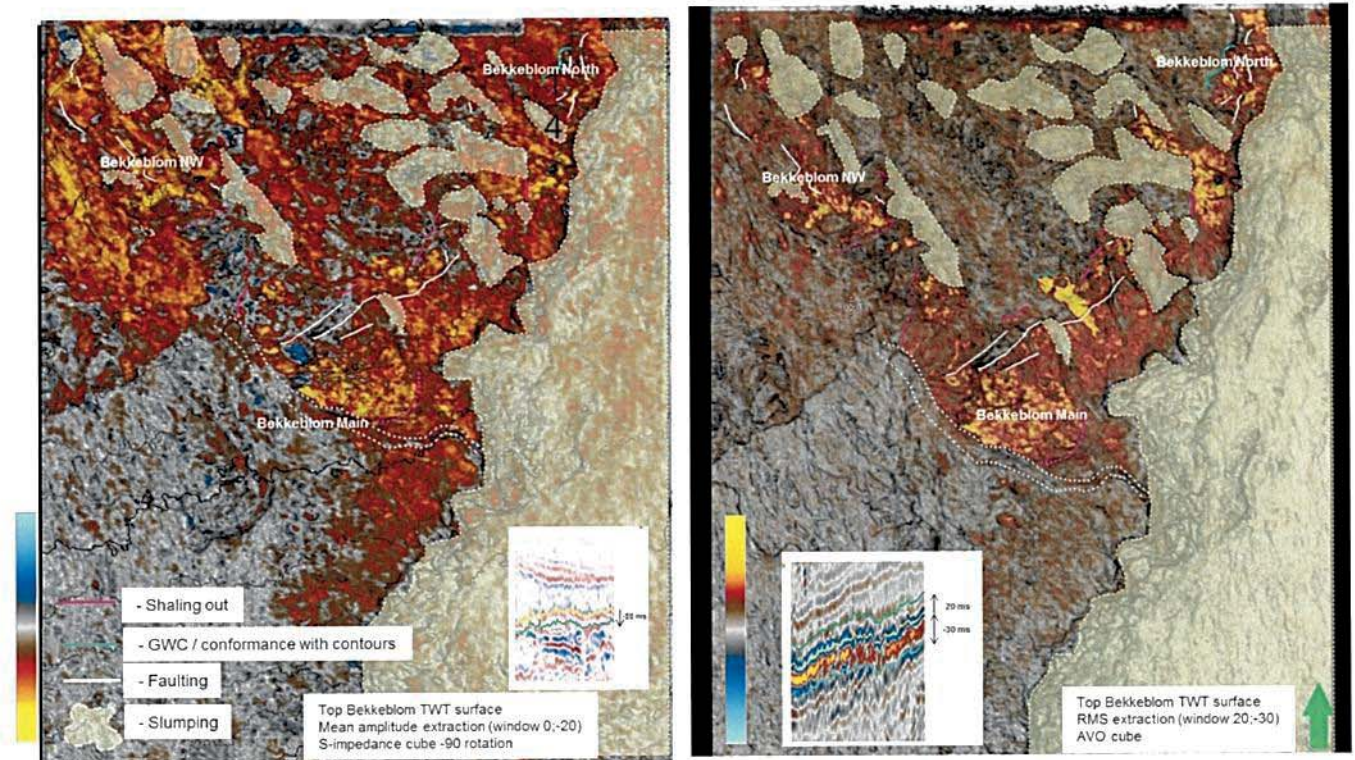 Bekkeblom North
4
Bekkeblom NW
Bekkeblom Main
- Shaling out
- GWC / conformance with contours
- Faulting
- Slumping
Top Bekkeblom TWT surface
Mean amplitude extraction (window 0;-20)
S-impedance cube -90 rotation
Bekkeblom North
Bekkeblom NW
Bekkeblom Main
20 ms
-30 ms
Top Bekkeblom TWT surface
RMS extraction (window 20;-30)
AVO cube